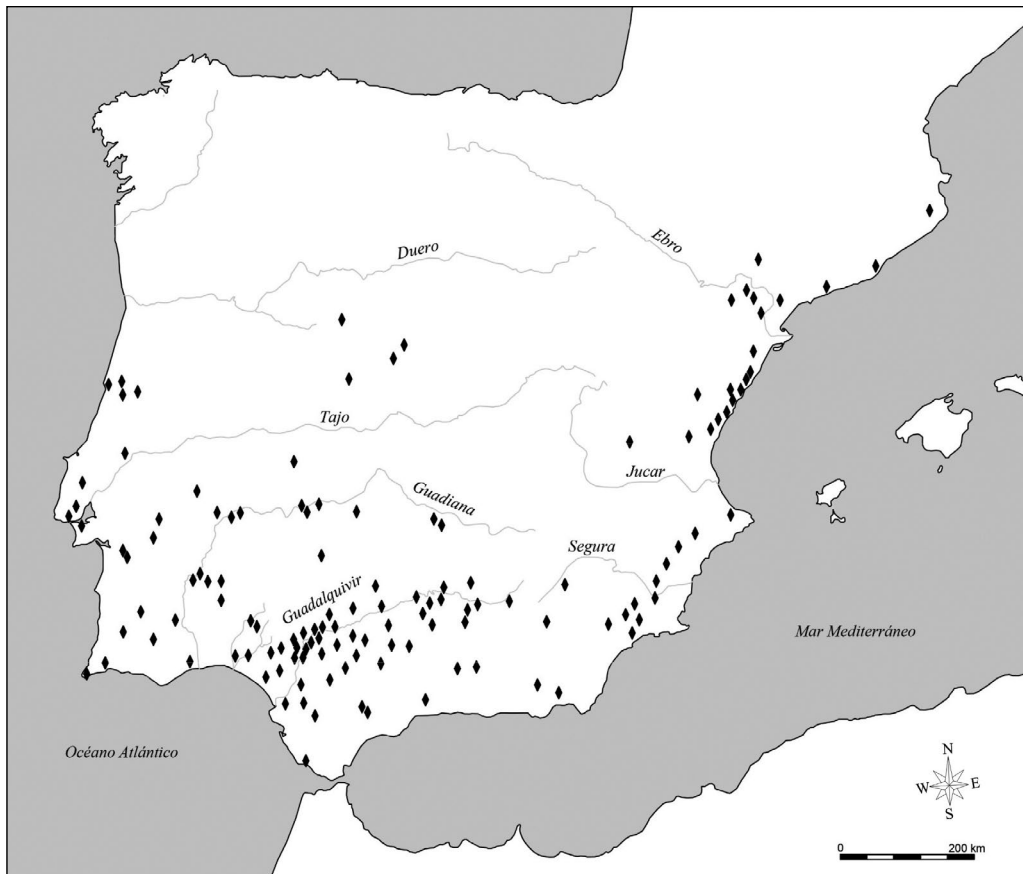 Ebro
Duero
Tajo
Jucar
Guadiana
Segura
Guadalquivir
Mar Mediterráneo
Océano Atlántico
N
W
E
S
0
200 km